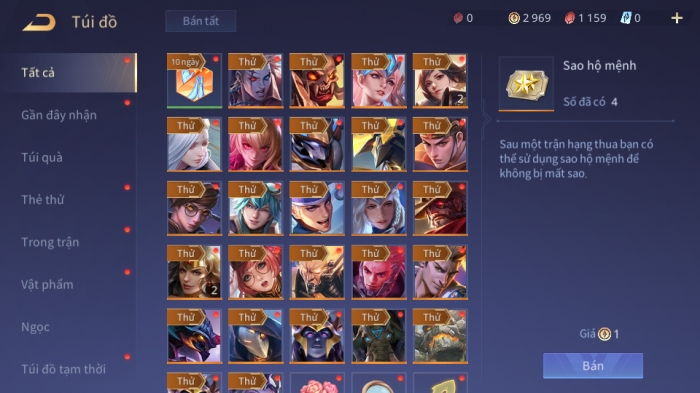 Túi đồ
Bán tất
0
2 969
1 159
0
Tất cả
Gần đây nhận
Túi quà
Thẻ thử
Trong trận
Vật phẩm
Ngọc
Túi đồ tạm thời
10 ngày
Thử
Thử
Thử
Thử
2
Thử
Thử
Thử
Thử
Thử
Thử
Thử
Thử
Thử
Thử
Thử
2
Thử
Thử
Thử
Thử
Thử
Thử
Thử
Thử
Thử
Thử
Thử
Sao hộ mệnh
Số đã có 4
Sau một trận hạng thua bạn có
thể sử dụng sao hộ mệnh để
không bị mất sao.
Giá 1
Bán